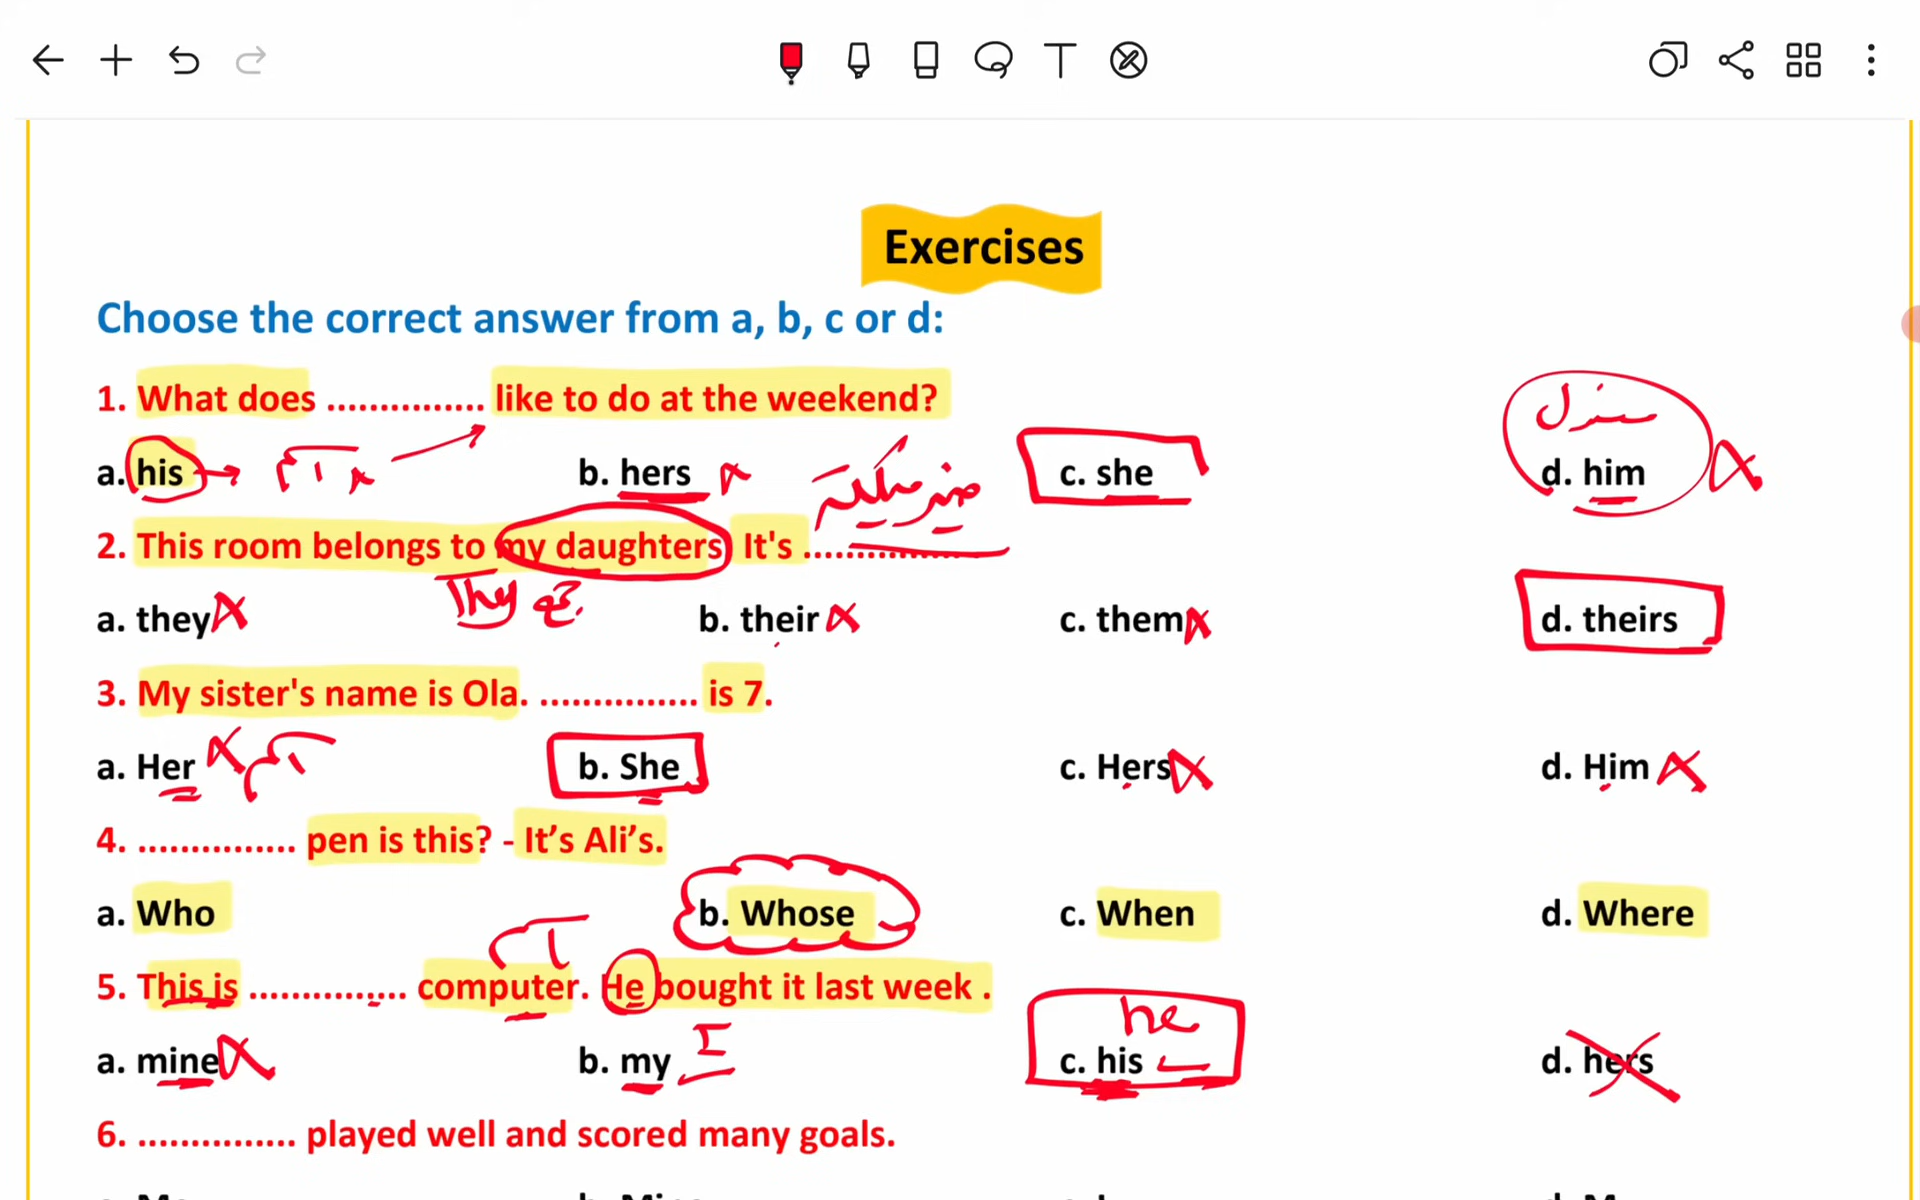 Exercises
Choose the correct answer from a, b, c or d:
1. What does ............... like to do at the weekend?
a. his b. hers c. she d. him
2. This room belongs to my daughters It's ....................
They
a. they b. their c. them d. theirs
3. My sister's name is Ola. ............... is 7.
a. Her b. She c. Hers d. Him
4. ............... pen is this? - It’s Ali’s.
a. Who b. Whose c. When d. Where
5. This is ............... computer. He bought it last week .
he
I
a. mine b. my c. his d. hers
6. ............... played well and scored many goals.